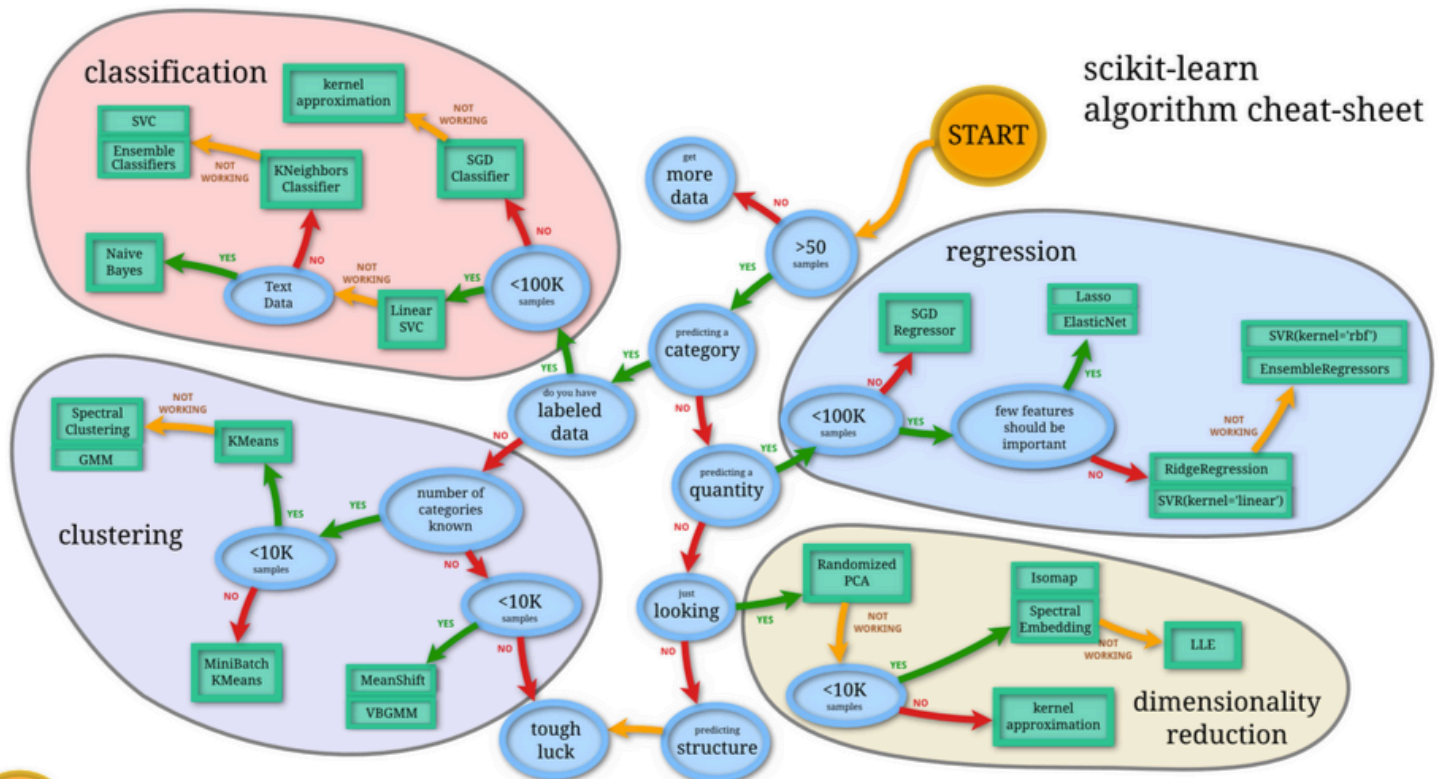 scikit-learn
algorithm cheat-sheet
START
>50
samples
NO
get
more
data
YES
predicting a
category
YES
do you have
labeled
data
YES
NO
NO
predicting a
quantity
YES
NO
just
looking
YES
NO
predicting
structure
tough
luck
classification
<100K
samples
NO
SGD
Classifier
NOT
WORKING
kernel
approximation
YES
Linear
SVC
NOT
WORKING
Text
Data
YES
Naive
Bayes
NO
KNeighbors
Classifier
NOT
WORKING
SVC
Ensemble
Classifiers
clustering
number of
categories
known
YES
<10K
samples
YES
KMeans
NOT
WORKING
Spectral
Clustering
GMM
NO
MiniBatch
KMeans
NO
<10K
samples
YES
MeanShift
VBGMM
NO
regression
<100K
samples
NO
SGD
Regressor
YES
few features
should be
important
YES
Lasso
ElasticNet
NO
RidgeRegression
SVR(kernel='linear')
NOT
WORKING
SVR(kernel='rbf')
EnsembleRegressors
dimensionality
reduction
Randomized
PCA
NOT
WORKING
<10K
samples
YES
Isomap
Spectral
Embedding
NOT
WORKING
LLE
NO
kernel
approximation